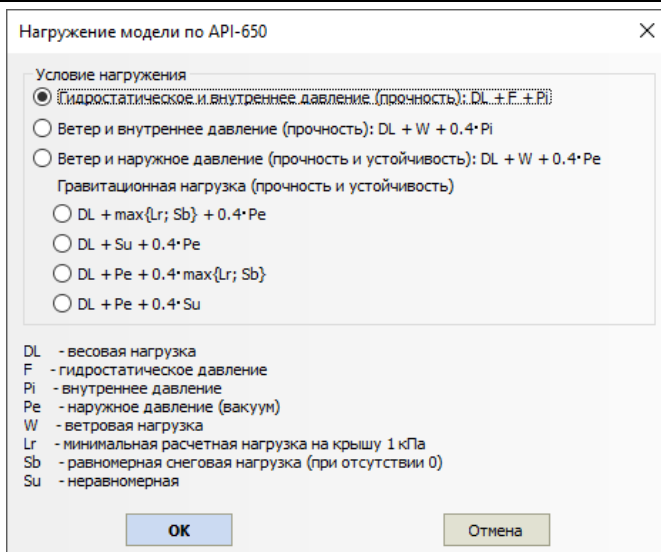 Нагружение модели по API-650
Условие нагружения
Гидростатическое и внутреннее давление (прочность): DL + F + Pi
Ветер и внутреннее давление (прочность): DL + W + 0.4·Pi
Ветер и наружное давление (прочность и устойчивость): DL + W + 0.4·Pe
Гравитационная нагрузка (прочность и устойчивость)
DL + max{Lr; Sb} + 0.4·Pe
DL + Su + 0.4·Pe
DL + Pe + 0.4·max{Lr; Sb}
DL + Pe + 0.4·Su
DL - весовая нагрузка
F - гидростатическое давление
Pi - внутреннее давление
Pe - наружное давление (вакуум)
W - ветровая нагрузка
Lr - минимальная расчетная нагрузка на крышу 1 кПа
Sb - равномерная снеговая нагрузка (при отсутствии 0)
Su - неравномерная
ОК
Отмена